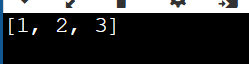 [1, 2, 3]